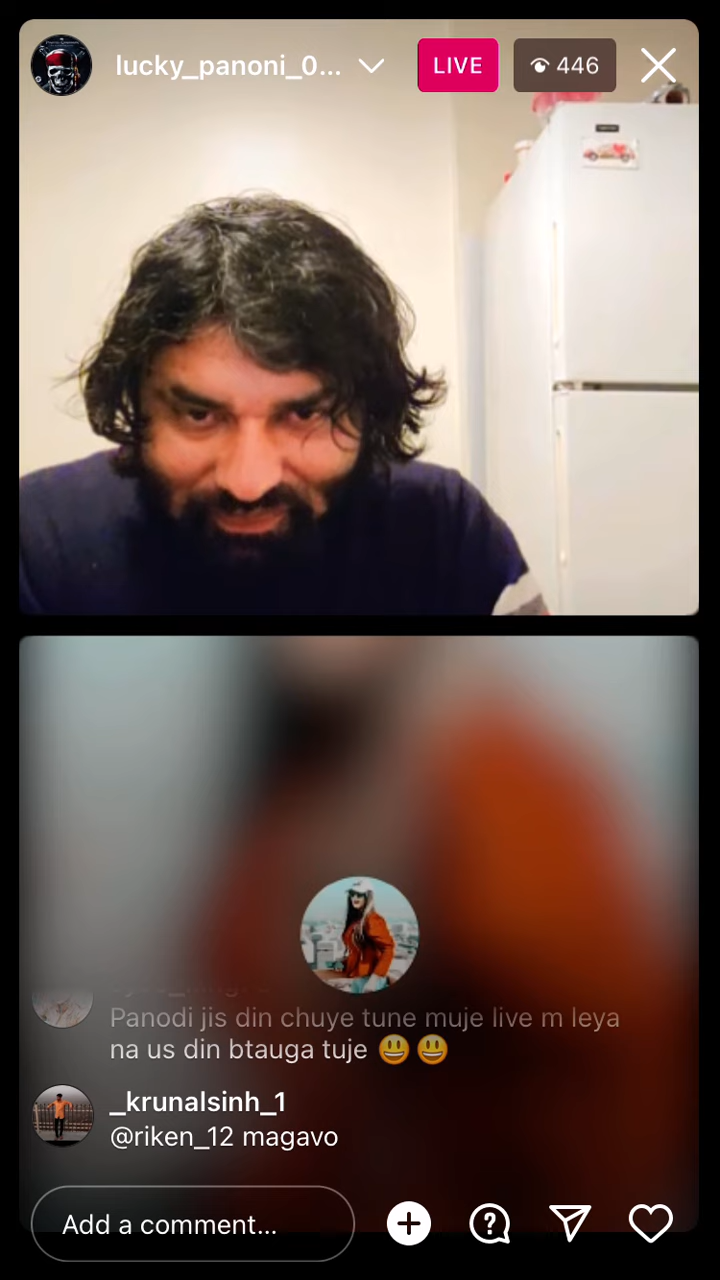 lucky_panoni_0...
LIVE
446
Panodi jis din chuye tune muje live m leya
na us din btauga tuje 😃😃
_krunalsinh_1
@riken_12 magavo
Add a comment...